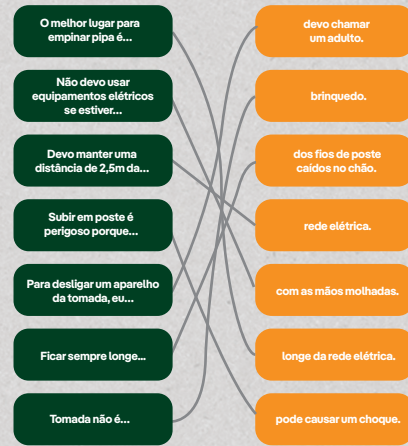 O melhor lugar para
empinar pipa é...
devo chamar
um adulto.
Não devo usar
equipamentos elétricos
se estiver...
brinquedo.
Devo manter uma
distância de 2,5m da...
dos fios de poste
caídos no chão.
Subir em poste é
perigoso porque...
rede elétrica.
Para desligar um aparelho
da tomada, eu...
com as mãos molhadas.
Ficar sempre longe...
longe da rede elétrica.
Tomada não é...
pode causar um choque.